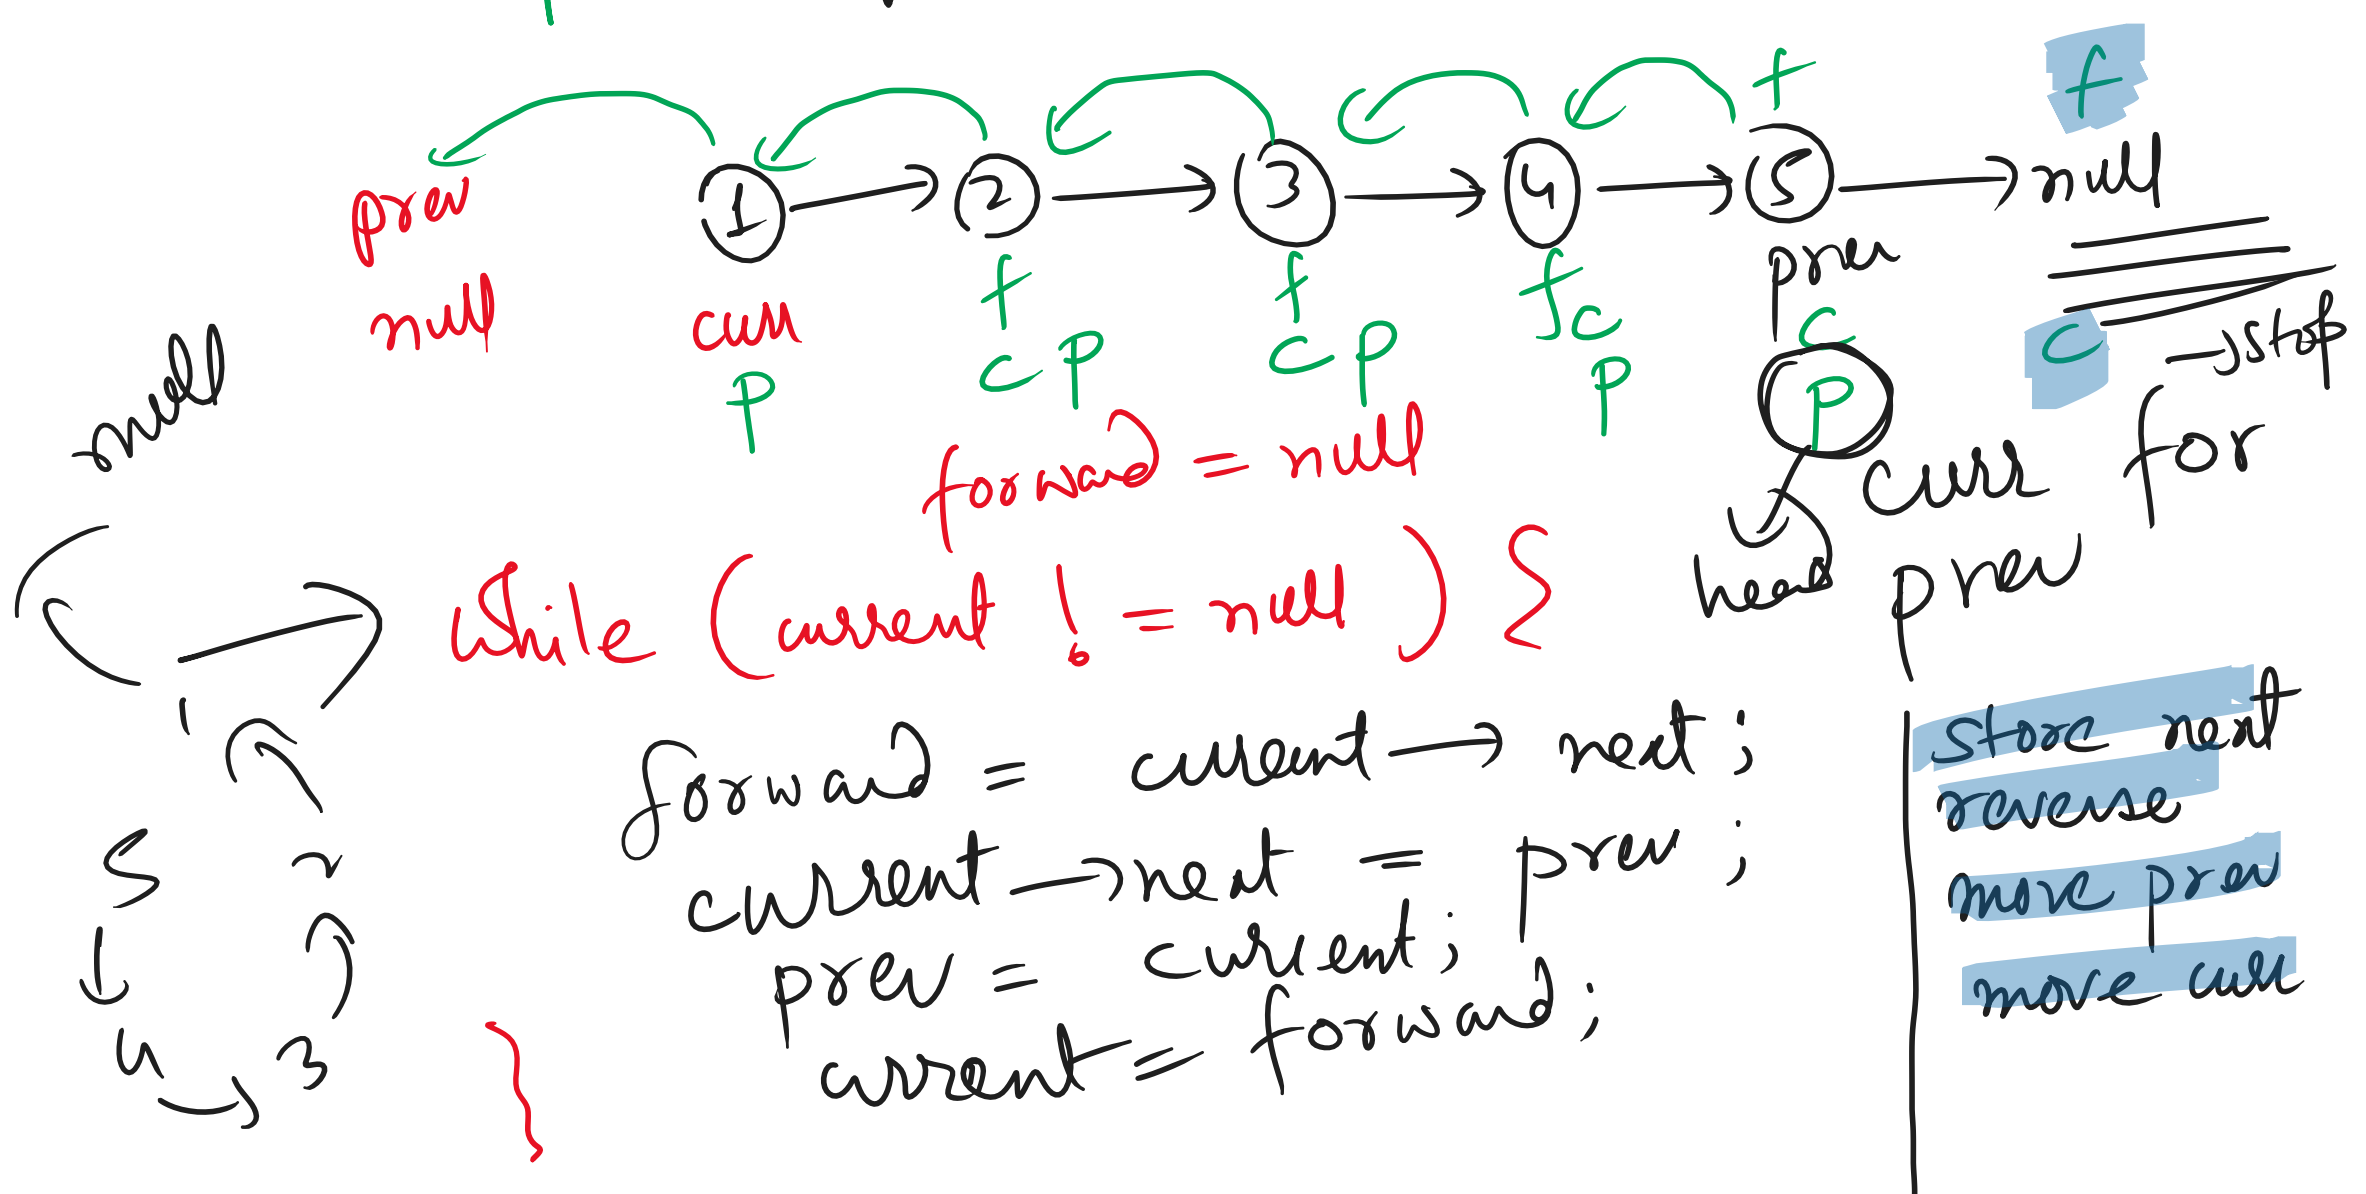 f f
1 2 3 4 5 null
prev prev
null curr f f f c c c → stop
null p c p c p p p
forward = null curr for
head prev
while (current != null) {
forward = current → next; store next
current → next = prev; reverse
prev = current; move prev
current = forward; move curr
}
1
5 2
4 3